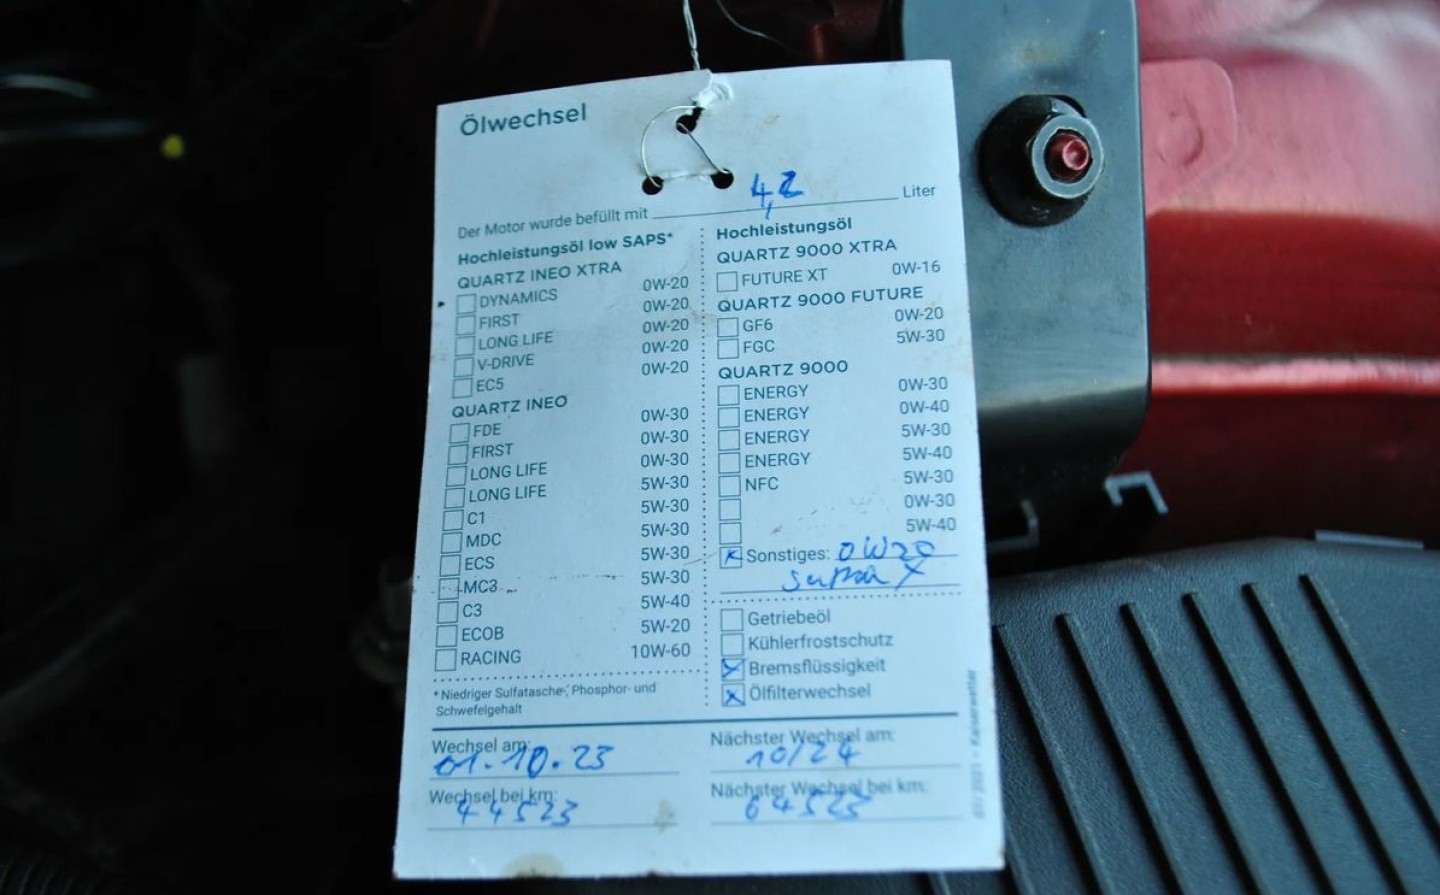 Ölwechsel
Der Motor wurde befüllt mit 4,2 Liter
Hochleistungsöl low SAPS*
QUARTZ INEO XTRA
DYNAMICS 0W-20
FIRST 0W-20
LONG LIFE 0W-20
V-DRIVE 0W-20
EC5 0W-20
QUARTZ INEO
FDE 0W-30
FIRST 0W-30
LONG LIFE 0W-30
LONG LIFE 5W-30
C1 5W-30
MDC 5W-30
ECS 5W-30
MC3 5W-30
C3 5W-40
ECOB 5W-20
RACING 10W-60
* Niedriger Sulfatasche-, Phosphor- und
Schwefelgehalt
Hochleistungsöl
QUARTZ 9000 XTRA
FUTURE XT 0W-16
QUARTZ 9000 FUTURE
GF6 0W-20
FGC 5W-30
QUARTZ 9000
ENERGY 0W-30
ENERGY 0W-40
ENERGY 5W-30
ENERGY 5W-40
NFC 5W-30
0W-30
5W-40
Sonstiges: 0W20
X
Getriebeöl
Kühlerfrostschutz
Bremsflüssigkeit
Ölfilterwechsel
Wechsel am: 01.10.23
Nächster Wechsel am: 10/24
Wechsel bei km: 44523
Nächster Wechsel bei km: 64523
2021 – Kaiserwetter